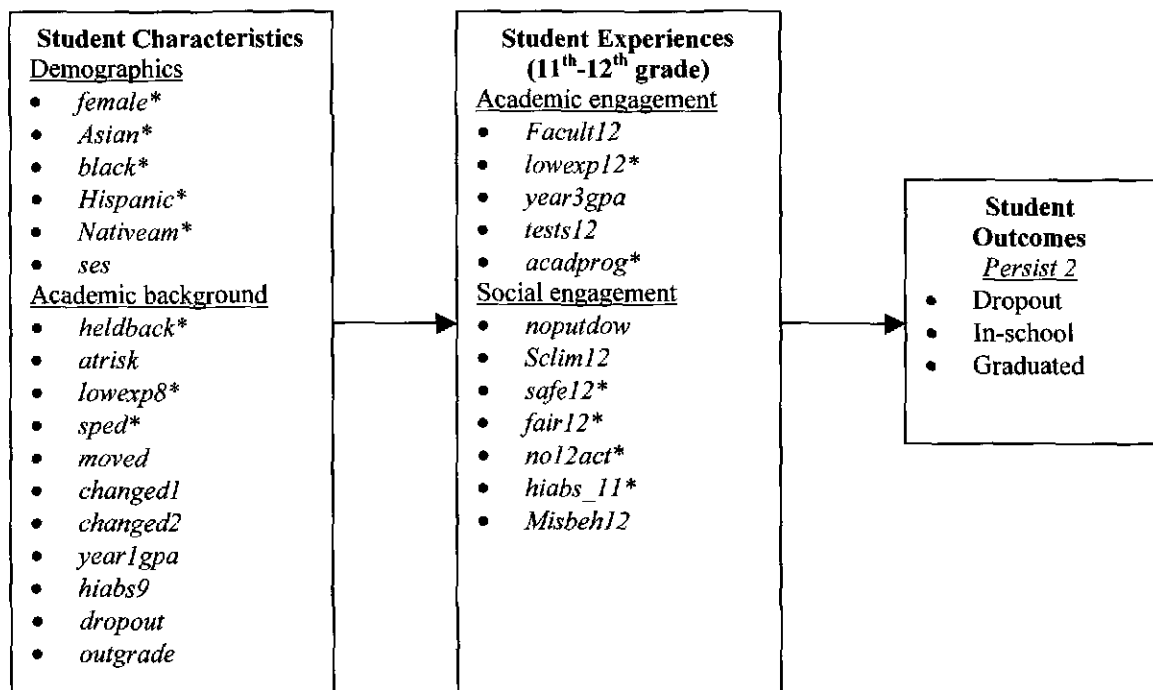 Student Characteristics
Demographics
• female*
• Asian*
• black*
• Hispanic*
• Nativeam*
• ses
Academic background
• heldback*
• atrisk
• lowexp8*
• sped*
• moved
• changed1
• changed2
• year1gpa
• hiabs9
• dropout
• outgrade
Student Experiences
(11th-12th grade)
Academic engagement
• Facult12
• lowexp12*
• year3gpa
• tests12
• acadprog*
Social engagement
• noputdow
• Sclim12
• safe12*
• fair12*
• no12act*
• hiabs_11*
• Misbeh12
Student
Outcomes
Persist 2
• Dropout
• In-school
• Graduated